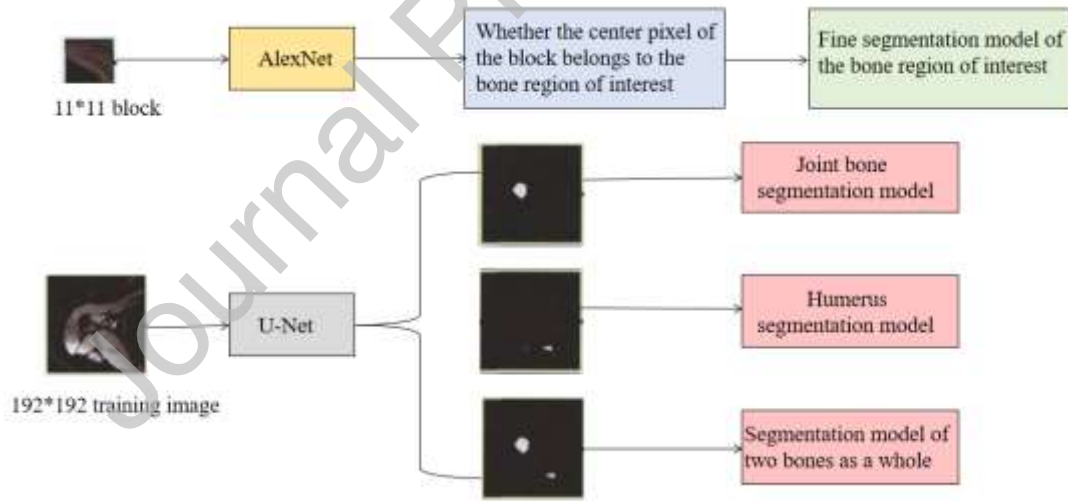 Whether the center pixel of
the block belongs to the
bone region of interest
AlexNet
Fine segmentation model of
the bone region of interest
11*11 block
Joint bone
segmentation model
Humerus
segmentation model
U-Net
192*192 training image
Segmentation model of
two bones as a whole
Journal P